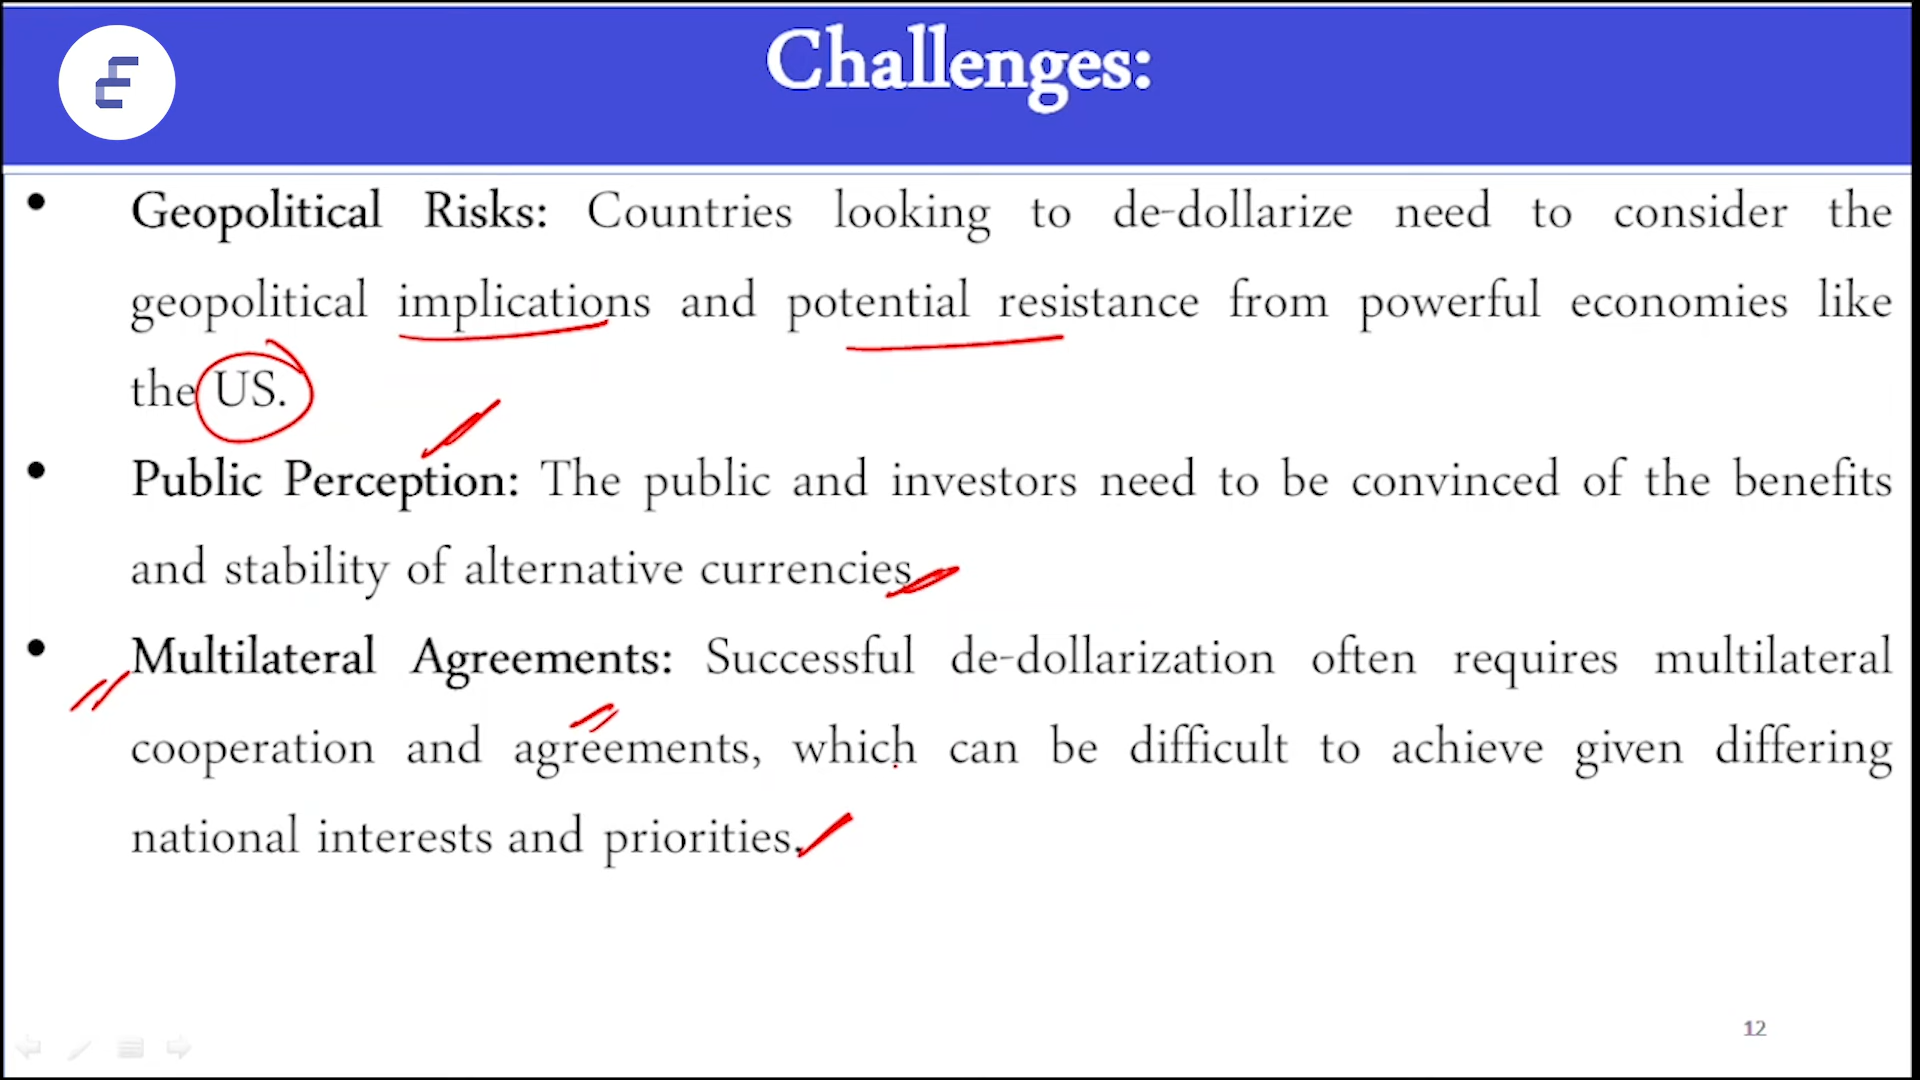 Challenges:
• Geopolitical Risks: Countries looking to de-dollarize need to consider the
geopolitical implications and potential resistance from powerful economies like
the US.
• Public Perception: The public and investors need to be convinced of the benefits
and stability of alternative currencies
• Multilateral Agreements: Successful de-dollarization often requires multilateral
cooperation and agreements, which can be difficult to achieve given differing
national interests and priorities.
12